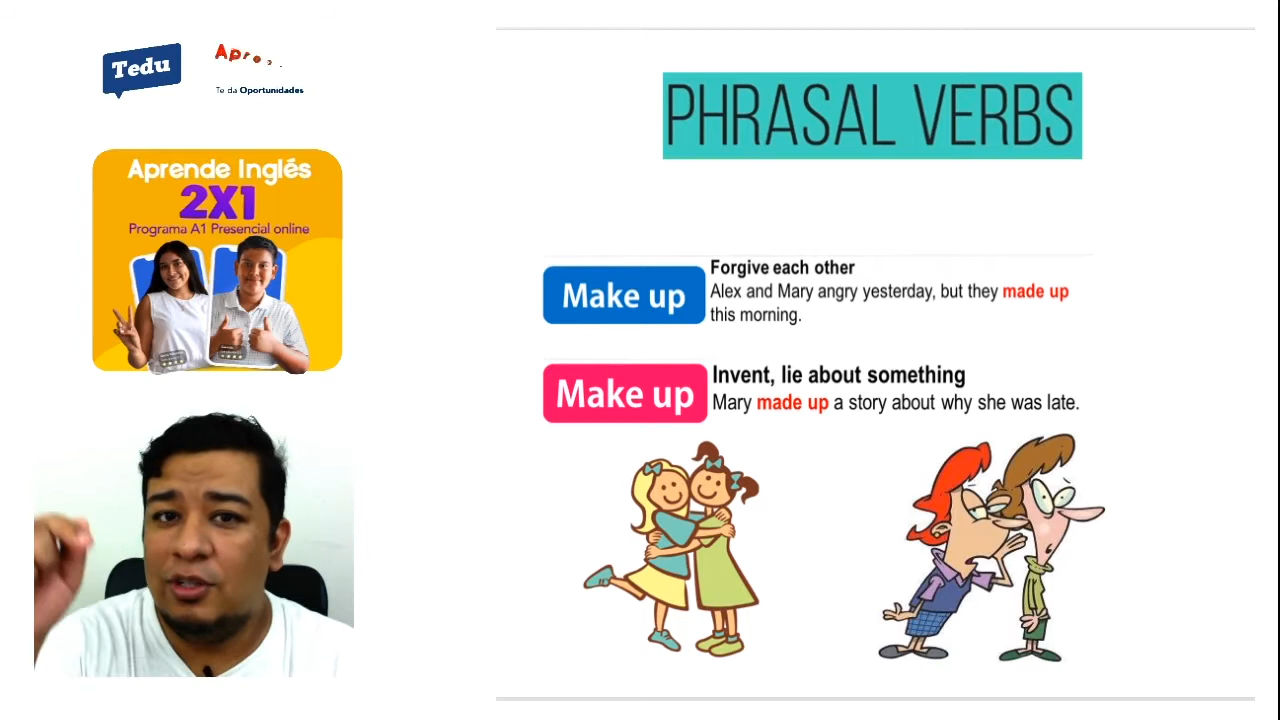 Tedu
Apre
Te da Oportunidades
Aprende Inglés
2X1
Programa A1 Presencial online
PHRASAL VERBS
Make up
Forgive each other
Alex and Mary angry yesterday, but they made up
this morning.
Make up
Invent, lie about something
Mary made up a story about why she was late.